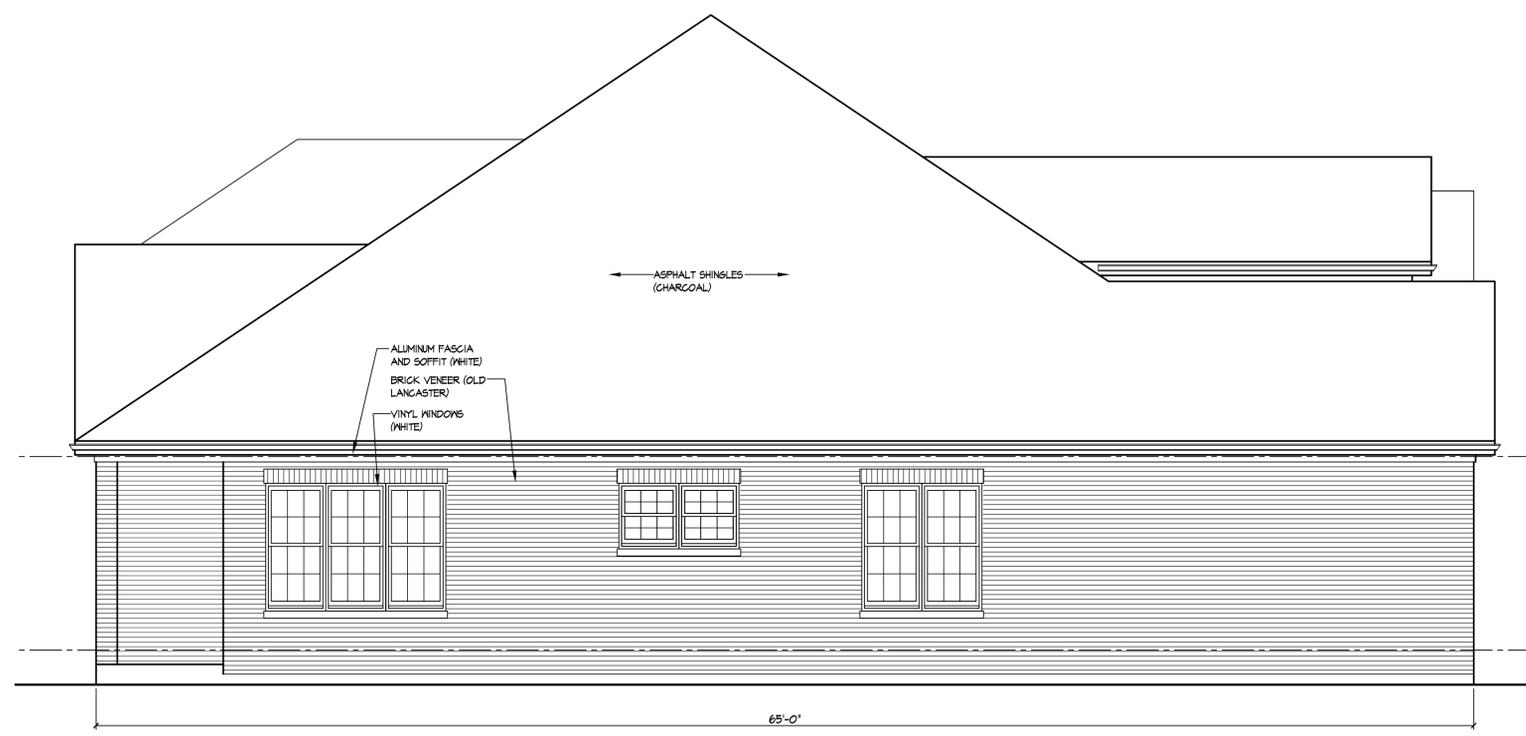 ASPHALT SHINGLES
(CHARCOAL)
ALUMINUM FASCIA
AND SOFFIT (WHITE)
BRICK VENEER (OLD
LANCASTER)
VINYL WINDOWS
(WHITE)
65'-0"